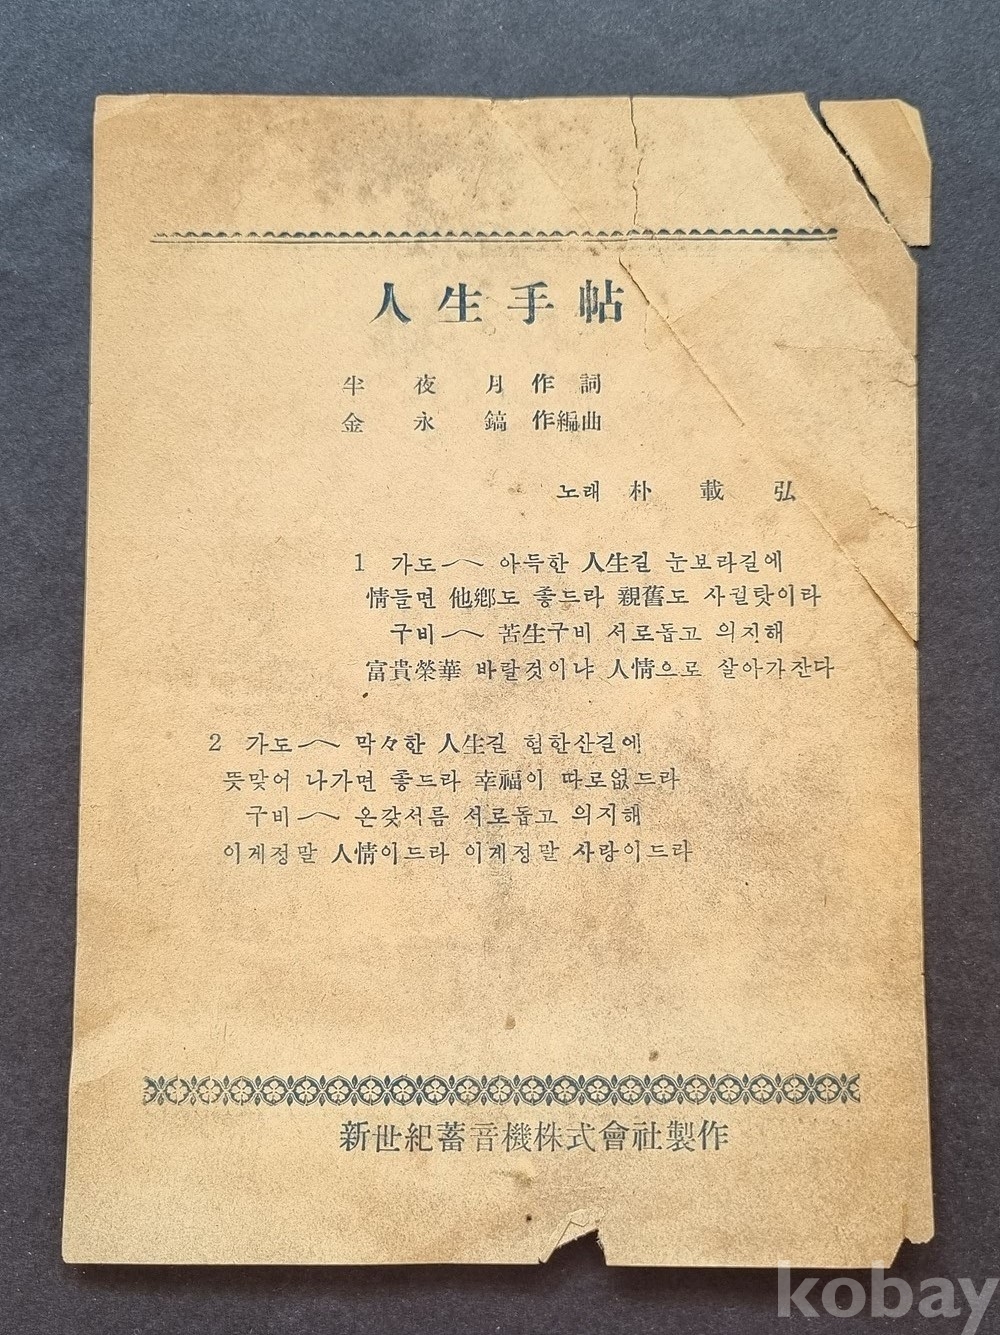 人生手帖
半夜月 作詞
金永鎬 作編曲
노래 朴載弘
1 가도〳〵 아득한 人生길 눈보라길에
情들면 他鄕도 좋드라 親舊도 사귈탓이라
구비〳〵 苦生구비 서로돕고 의지해
富貴榮華 바랄것이냐 人情으로 살아가잔다
2 가도〳〵 막々한 人生길 험한산길에
뜻맞어 나가면 좋드라 幸福이 따로없드라
구비〳〵 온갖서름 서로돕고 의지해
이게정말 人情이드라 이게정말 사랑이드라
新世紀蓄音機株式會社製作
kobay